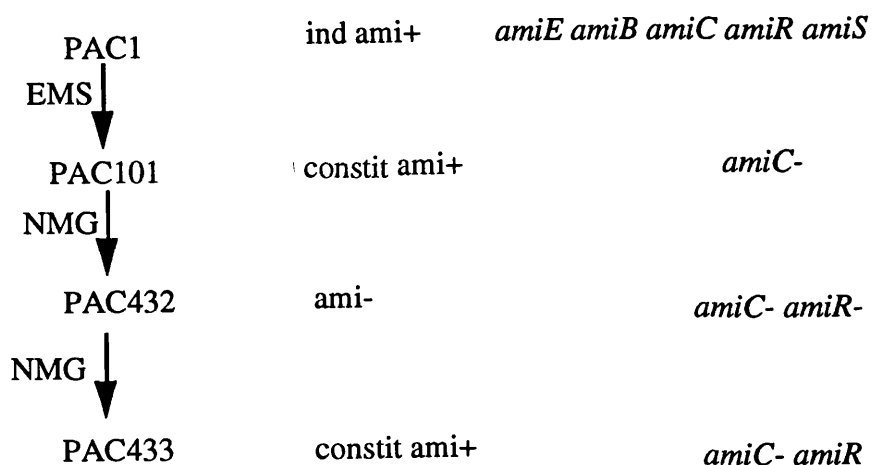 PAC1 ind ami+ amiE amiB amiC amiR amiS
EMS
PAC101 constit ami+ amiC-
NMG
PAC432 ami- amiC- amiR-
NMG
PAC433 constit ami+ amiC- amiR